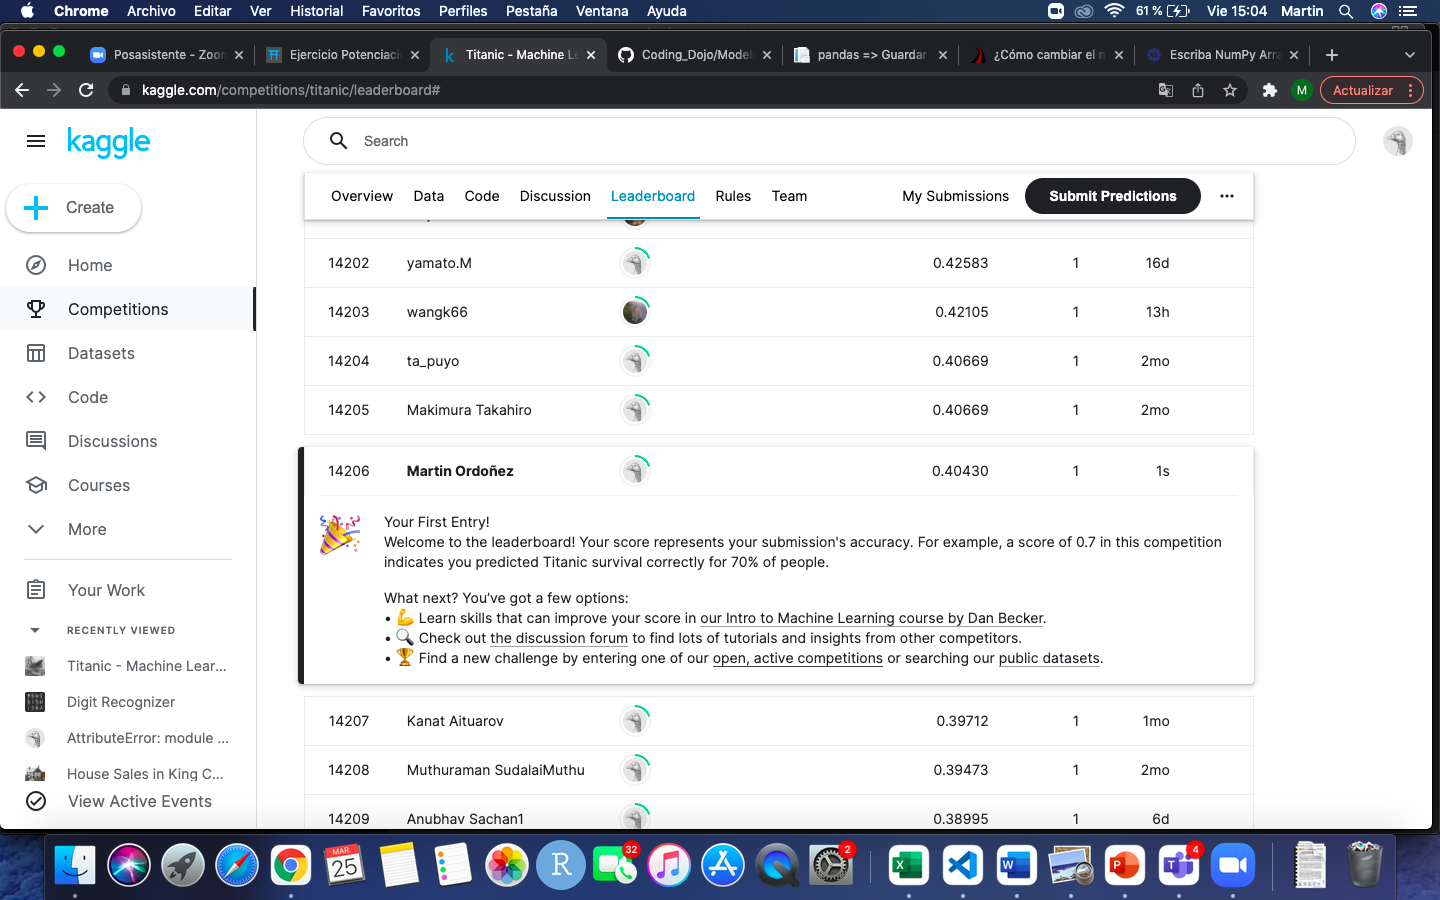 Chrome Archivo Editar Ver Historial Favoritos Perfiles Pestaña Ventana Ayuda 61 % Vie 15:04 Martin
Posasistente - Zoom Ejercicio Potenciaci Titanic - Machine Le Coding_Dojo/Model pandas => Guardar ¿Cómo cambiar el n Escriba NumPy Arra
kaggle.com/competitions/titanic/leaderboard# M Actualizar
kaggle
Search
Create
Home
Competitions
Datasets
Code
Discussions
Courses
More
Your Work
RECENTLY VIEWED
Titanic - Machine Lear...
Digit Recognizer
AttributeError: module ...
House Sales in King C...
View Active Events
Overview Data Code Discussion Leaderboard Rules Team My Submissions Submit Predictions
14202 yamato.M 0.42583 1 16d
14203 wangk66 0.42105 1 13h
14204 ta_puyo 0.40669 1 2mo
14205 Makimura Takahiro 0.40669 1 2mo
14206 Martin Ordoñez 0.40430 1 1s
Your First Entry!
Welcome to the leaderboard! Your score represents your submission's accuracy. For example, a score of 0.7 in this competition
indicates you predicted Titanic survival correctly for 70% of people.
What next? You've got a few options:
• 💪 Learn skills that can improve your score in our Intro to Machine Learning course by Dan Becker.
• 🔍 Check out the discussion forum to find lots of tutorials and insights from other competitors.
• 🏆 Find a new challenge by entering one of our open, active competitions or searching our public datasets.
14207 Kanat Aituarov 0.39712 1 1mo
14208 Muthuraman SudalaiMuthu 0.39473 1 2mo
14209 Anubhav Sachan1 0.38995 1 6d
MAR. 25 R 32 2 4